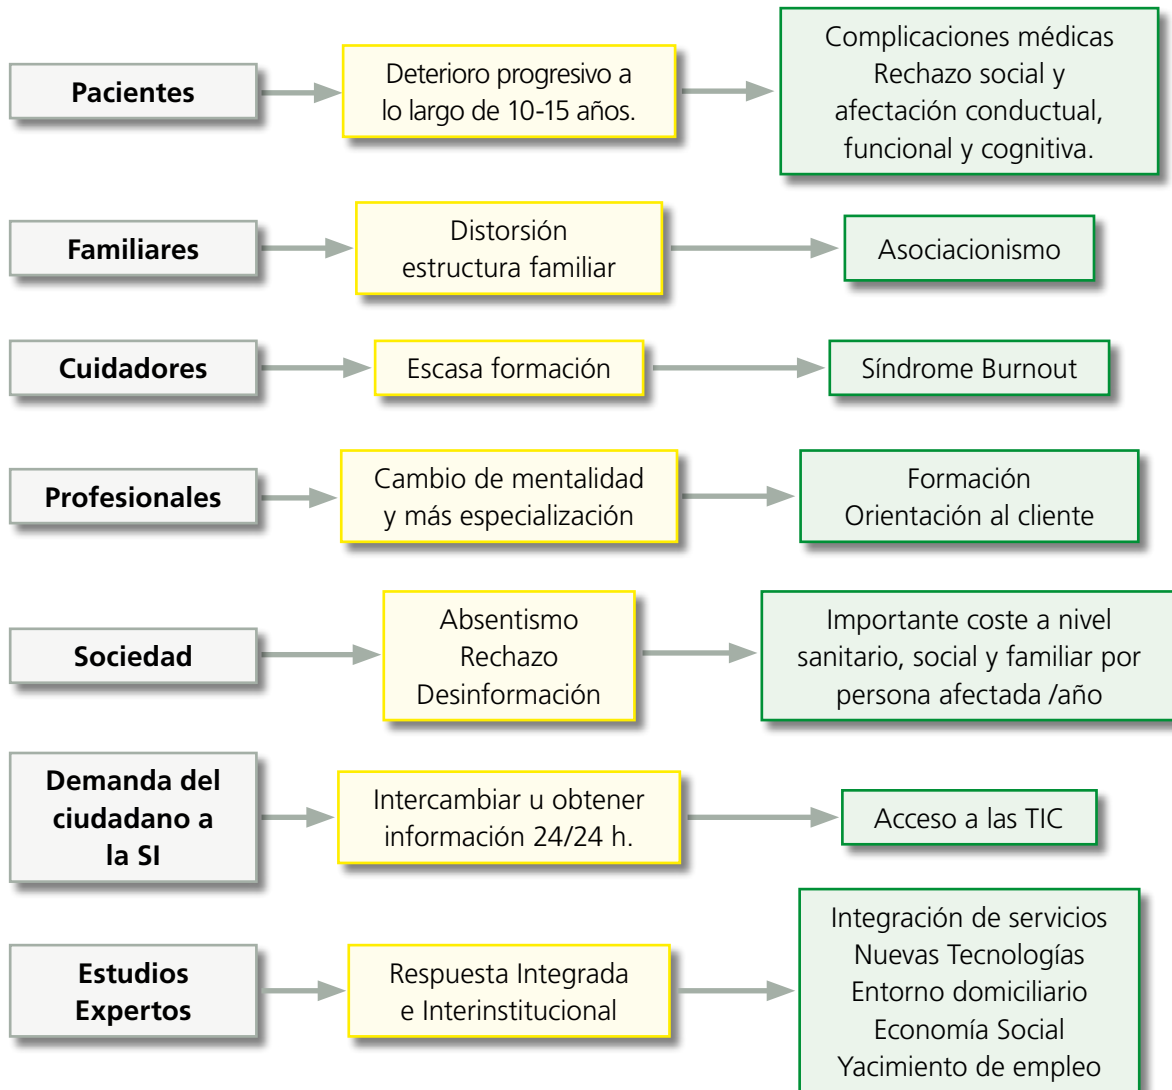 Pacientes
Deterioro progresivo a
lo largo de 10-15 años.
Complicaciones médicas
Rechazo social y
afectación conductual,
funcional y cognitiva.
Familiares
Distorsión
estructura familiar
Asociacionismo
Cuidadores
Escasa formación
Síndrome Burnout
Profesionales
Cambio de mentalidad
y más especialización
Formación
Orientación al cliente
Sociedad
Absentismo
Rechazo
Desinformación
Importante coste a nivel
sanitario, social y familiar por
persona afectada /año
Demanda del
ciudadano a
la SI
Intercambiar u obtener
información 24/24 h.
Acceso a las TIC
Estudios
Expertos
Respuesta Integrada
e Interinstitucional
Integración de servicios
Nuevas Tecnologías
Entorno domiciliario
Economía Social
Yacimiento de empleo